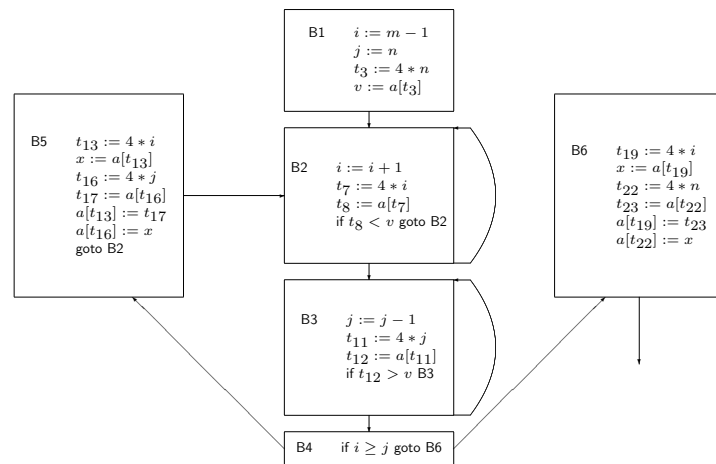 B1 i := m − 1
j := n
t3 := 4 * n
v := a[t3]
B5 t13 := 4 * i
x := a[t13]
t16 := 4 * j
t17 := a[t16]
a[t13] := t17
a[t16] := x
goto B2
B2 i := i + 1
t7 := 4 * i
t8 := a[t7]
if t8 < v goto B2
B6 t19 := 4 * i
x := a[t19]
t22 := 4 * n
t23 := a[t22]
a[t19] := t23
a[t22] := x
B3 j := j − 1
t11 := 4 * j
t12 := a[t11]
if t12 > v B3
B4 if i ≥ j goto B6